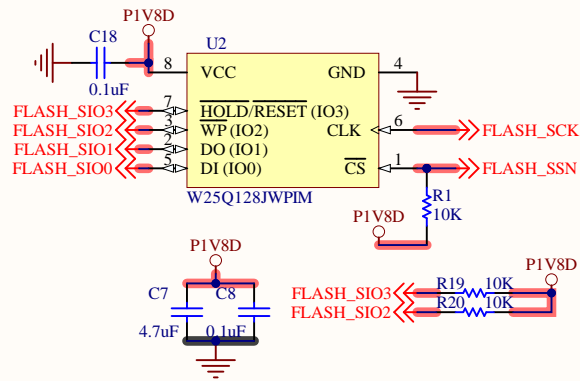 P1V8D
C18
0.1uF
U2
8 VCC GND 4
FLASH_SIO3 7 HOLD/RESET (IO3)
FLASH_SIO2 3 WP (IO2) CLK 6 FLASH_SCK
FLASH_SIO1 2 DO (IO1)
FLASH_SIO0 5 DI (IO0) CS 1 FLASH_SSN
W25Q128JWPIM
R1
10K
P1V8D
P1V8D
C7 C8
4.7uF 0.1uF
P1V8D
FLASH_SIO3 R19 10K
FLASH_SIO2 R20 10K